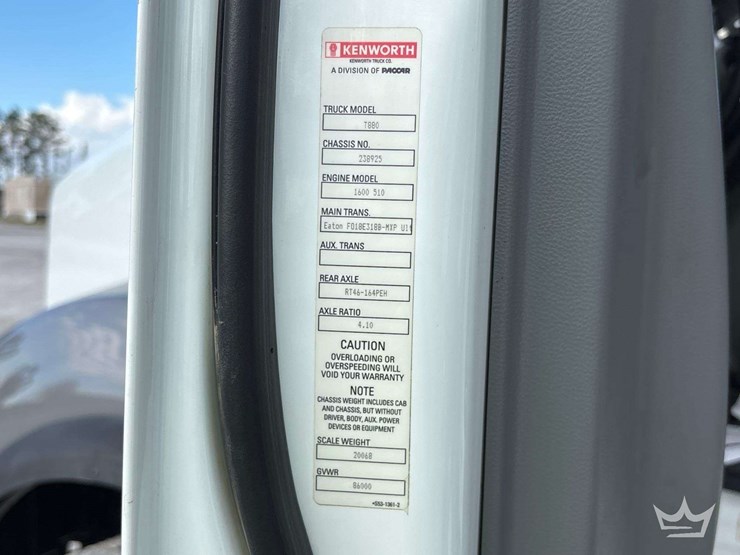 KENWORTH
KENWORTH TRUCK CO.
A DIVISION OF PACCAR
TRUCK MODEL
T880
CHASSIS NO.
238925
ENGINE MODEL
1600 510
MAIN TRANS.
Eaton FO18E318B-MXP
AUX. TRANS
REAR AXLE
RT46-164PEH
AXLE RATIO
4.10
CAUTION
OVERLOADING OR
OVERSPEEDING WILL
VOID YOUR WARRANTY
NOTE
CHASSIS WEIGHT INCLUDES CAB
AND CHASSIS, BUT WITHOUT
DRIVER, BODY, AUX. POWER
DEVICES OR EQUIPMENT
SCALE WEIGHT
20068
GVWR
86000